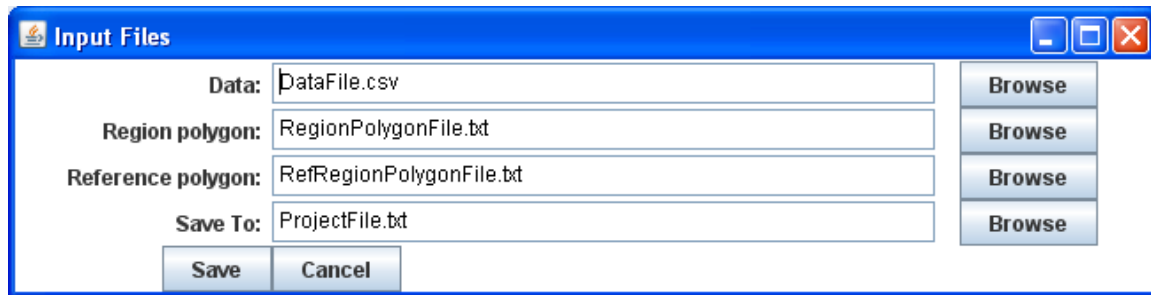 Input Files
Data: DataFile.csv Browse
Region polygon: RegionPolygonFile.txt Browse
Reference polygon: RefRegionPolygonFile.txt Browse
Save To: ProjectFile.txt Browse
Save Cancel